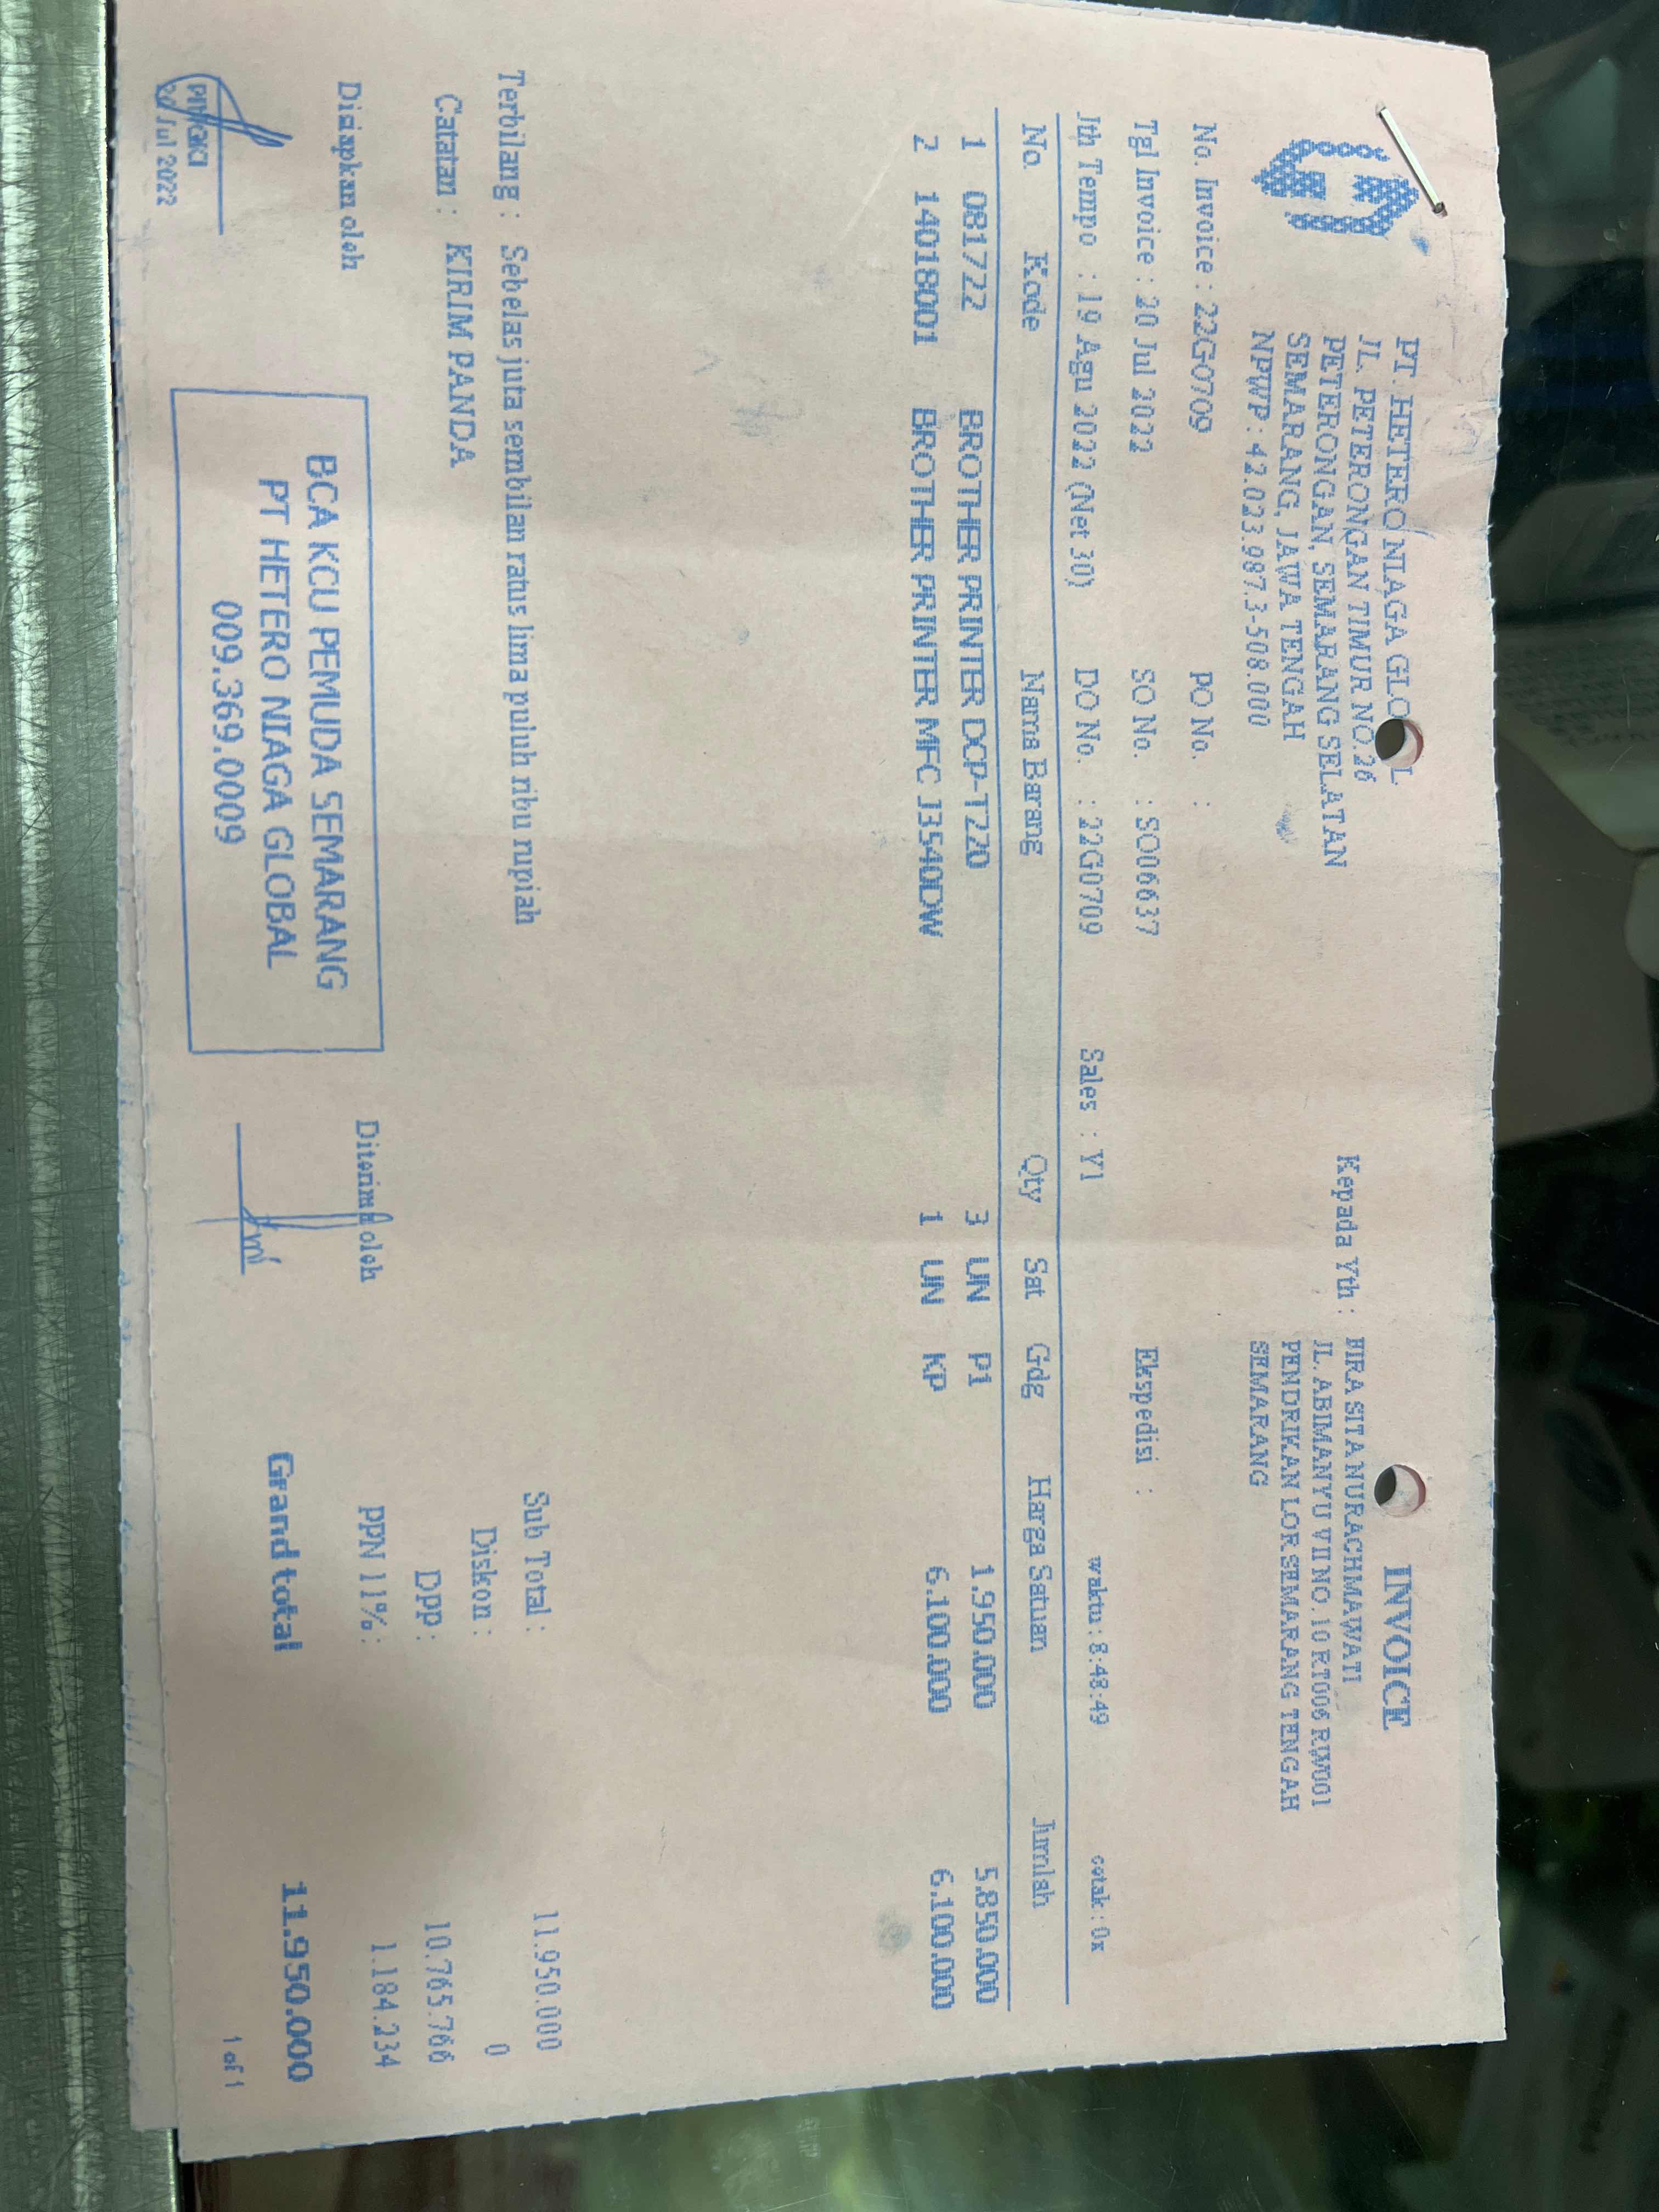 PT. HETERO NIAGA GLO L
JL. PETERONGAN TIMUR NO.26
PETERONGAN, SEMARANG SELATAN
SEMARANG, JAWA TENGAH
NPWP : 42.023.987.3-508.000
INVOICE
Kepada Yth : FIRA SITA NURACHMAWATI
JL. ABIMANYU VII NO.10 RT006 RW001
PENDRIKAN LOR SEMARANG TENGAH
SEMARANG
No. Invoice : 22G0709 PO No. :
Tgl Invoice : 20 Jul 2022 SO No. : SO06637 Ekspedisi :
Jth Tempo : 19 Agu 2022 (Net 30) DO No. : 22G0709 Sales : Y1 waktu : 8:48:49 cetak : 0x
No. Kode Nama Barang Qty Sat Gdg Harga Satuan Jumlah
1 081722 BROTHER PRINTER DCP-T220 3 UN P1 1.950.000 5.850.000
2 14018001 BROTHER PRINTER MFC J3540DW 1 UN KP 6.100.000 6.100.000
Terbilang : Sebelas juta sembilan ratus lima puluh ribu rupiah
Catatan : KIRIM PANDA
Sub Total : 11.950.000
Diskon : 0
DPP : 10.765.766
PPN 11% : 1.184.234
Grand total 11.950.000
Disiapkan oleh
Jul 2022
BCA KCU PEMUDA SEMARANG
PT HETERO NIAGA GLOBAL
009.369.0009
Diterima oleh
1 of 1